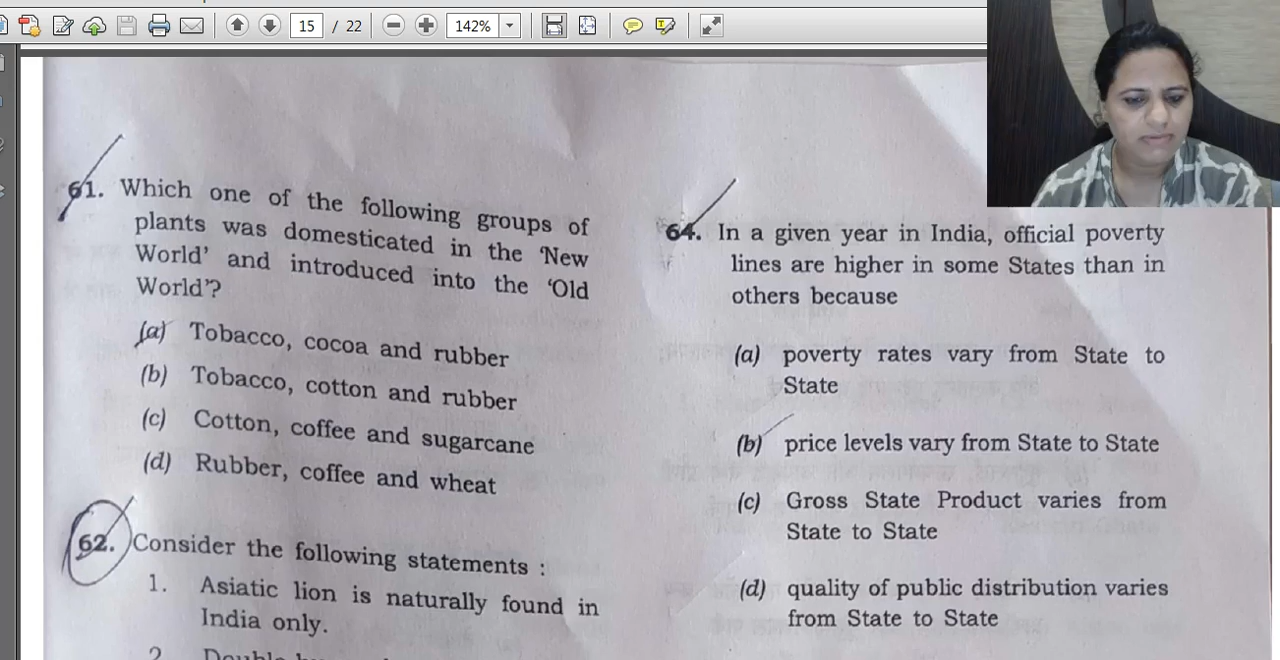 15 / 22
142%
61. Which one of the following groups of
plants was domesticated in the 'New
World' and introduced into the 'Old
World'?
(a) Tobacco, cocoa and rubber
(b) Tobacco, cotton and rubber
(c) Cotton, coffee and sugarcane
(d) Rubber, coffee and wheat
62. Consider the following statements :
1. Asiatic lion is naturally found in
India only.
64. In a given year in India, official poverty
lines are higher in some States than in
others because
(a) poverty rates vary from State to
State
(b) price levels vary from State to State
(c) Gross State Product varies from
State to State
(d) quality of public distribution varies
from State to State